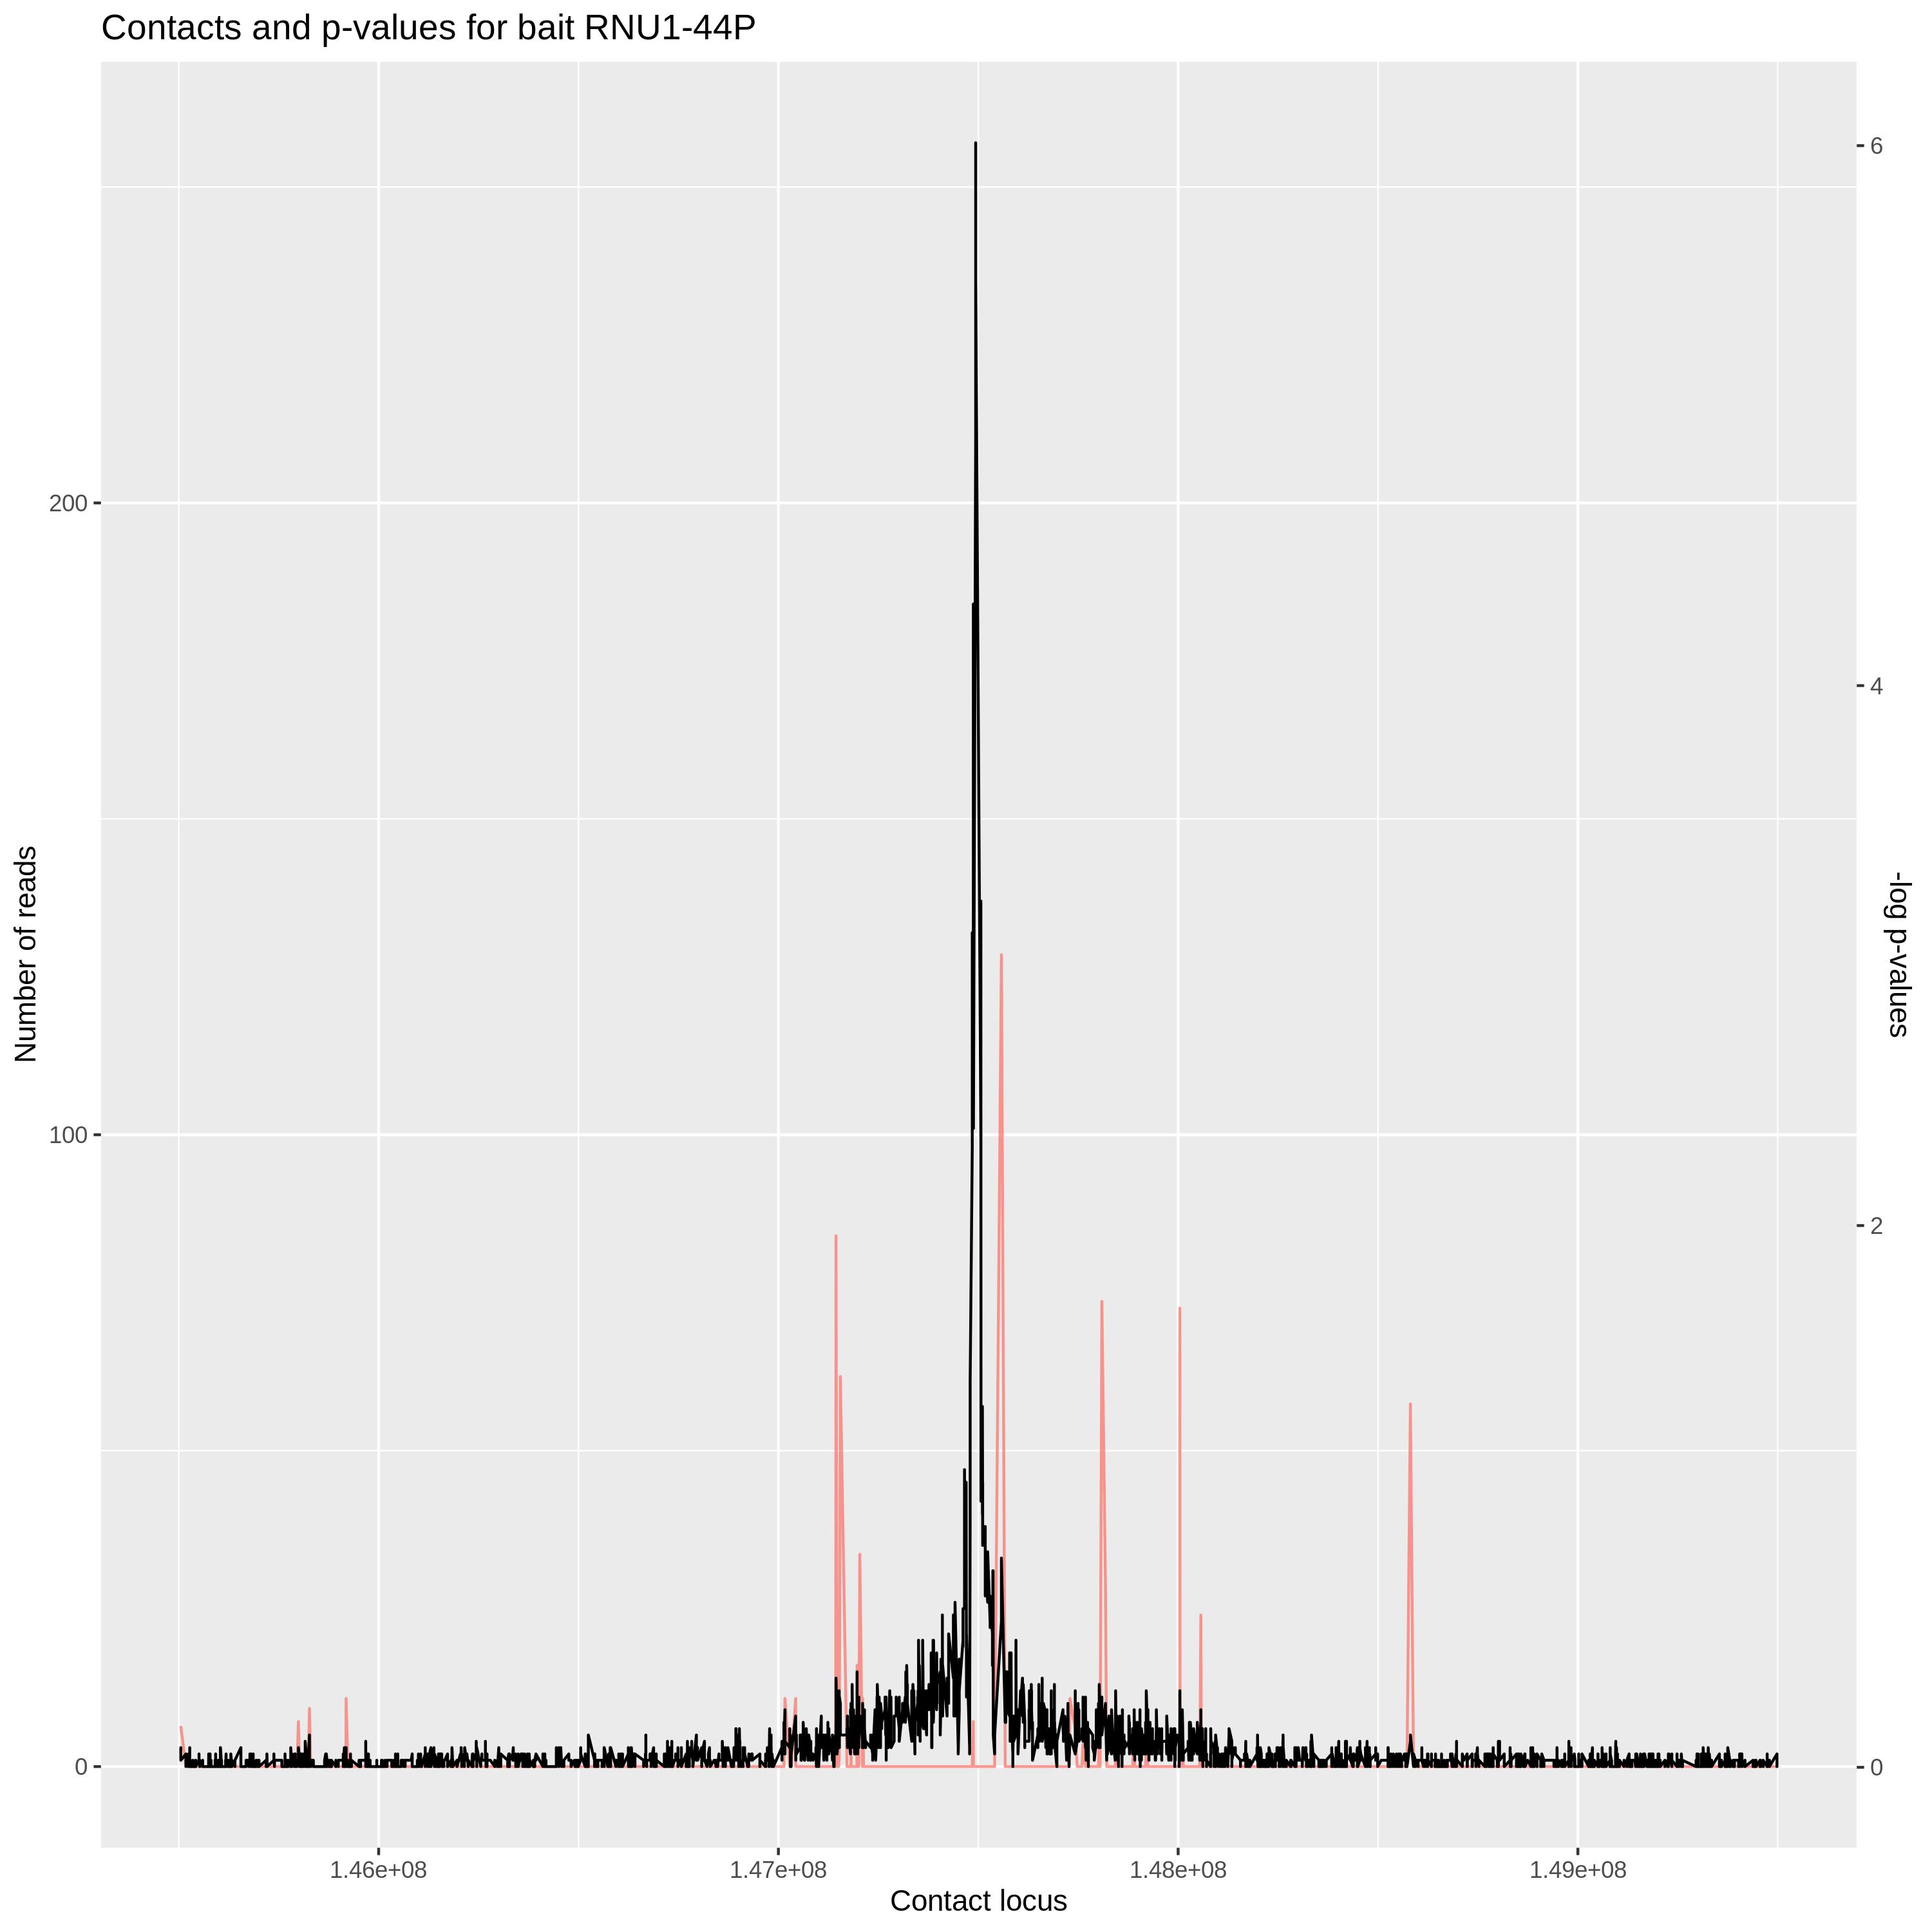 Contacts and p-values for bait RNU1-44P
6
200
4
Number of reads
-log p-values
100
2
0
0
1.46e+08
1.47e+08
1.48e+08
1.49e+08
Contact locus